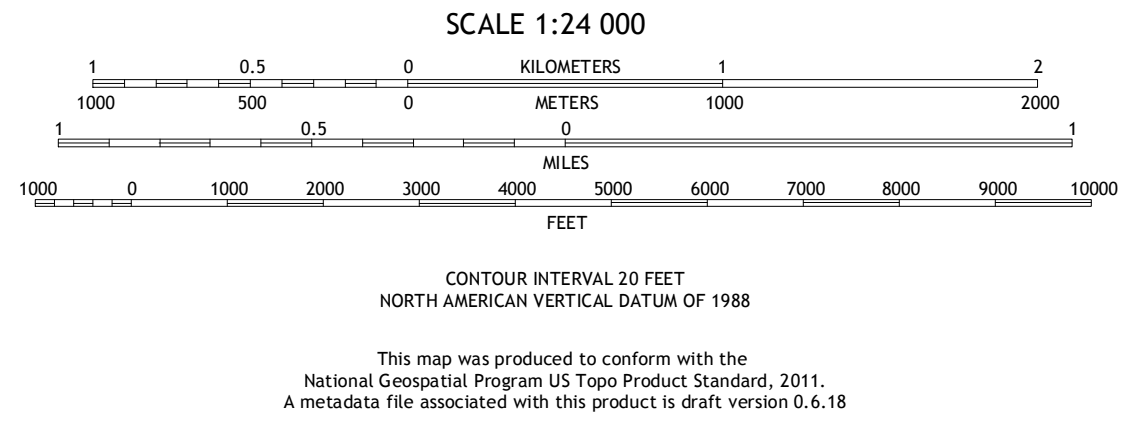 SCALE 1:24 000
1 0.5 0 KILOMETERS 1 2
1000 500 0 METERS 1000 2000
1 0.5 0 1
MILES
1000 0 1000 2000 3000 4000 5000 6000 7000 8000 9000 10000
FEET
CONTOUR INTERVAL 20 FEET
NORTH AMERICAN VERTICAL DATUM OF 1988
This map was produced to conform with the
National Geospatial Program US Topo Product Standard, 2011.
A metadata file associated with this product is draft version 0.6.18